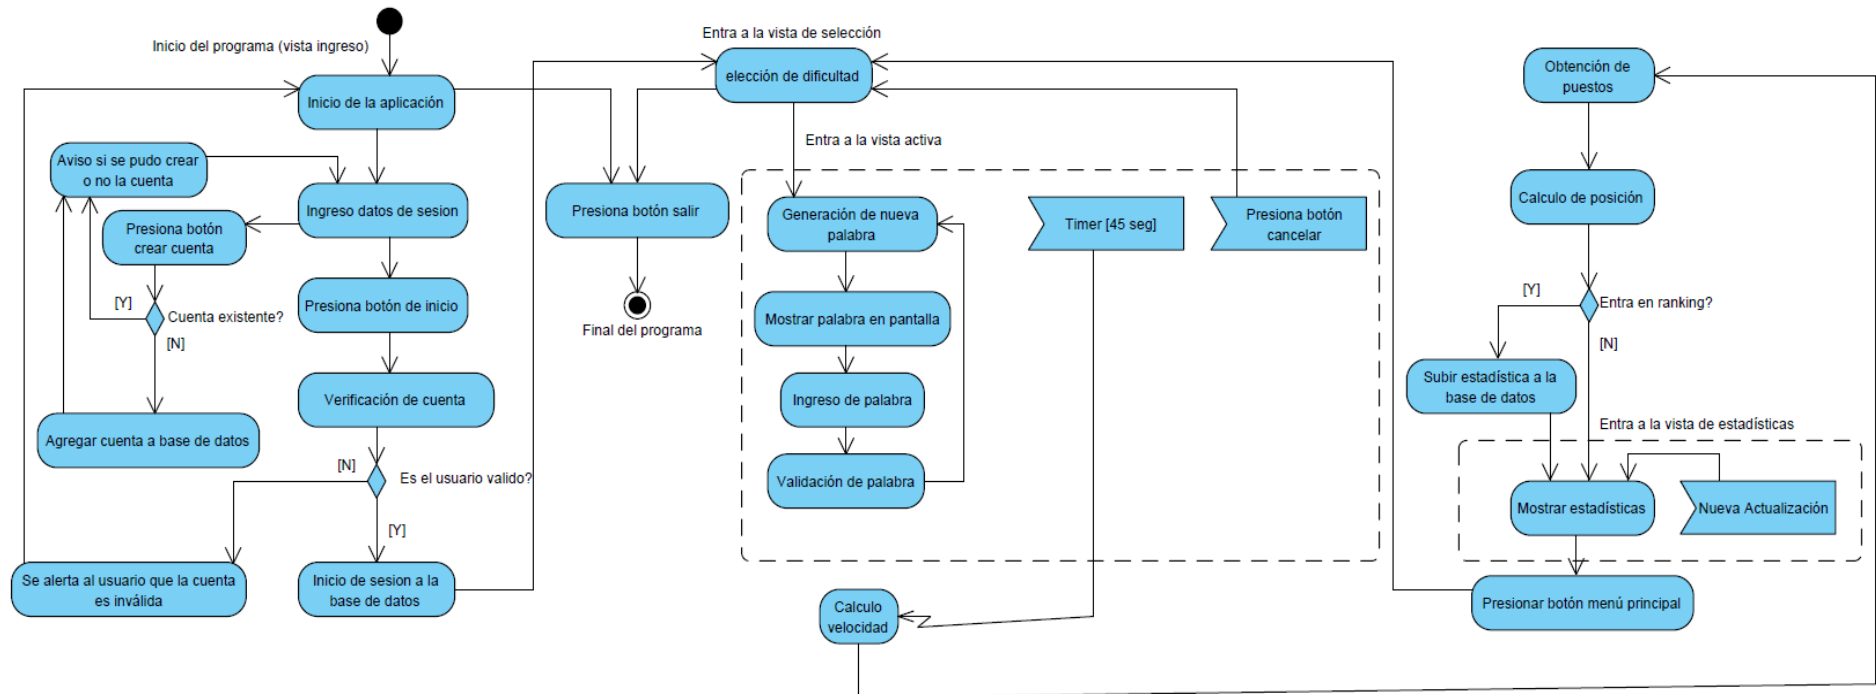 Inicio del programa (vista ingreso)
Inicio de la aplicación
Aviso si se pudo crear
o no la cuenta
Ingreso datos de sesion
Presiona botón
crear cuenta
[Y]
Cuenta existente?
[N]
Agregar cuenta a base de datos
Presiona botón de inicio
Verificación de cuenta
[N]
Es el usuario valido?
[Y]
Se alerta al usuario que la cuenta
es inválida
Inicio de sesion a la
base de datos
Presiona botón salir
Final del programa
Entra a la vista de selección
elección de dificultad
Entra a la vista activa
Generación de nueva
palabra
Mostrar palabra en pantalla
Ingreso de palabra
Validación de palabra
Timer [45 seg]
Presiona botón
cancelar
Calculo
velocidad
Obtención de
puestos
Calculo de posición
[Y]
Entra en ranking?
[N]
Subir estadística a la
base de datos
Entra a la vista de estadísticas
Mostrar estadísticas
Nueva Actualización
Presionar botón menú principal